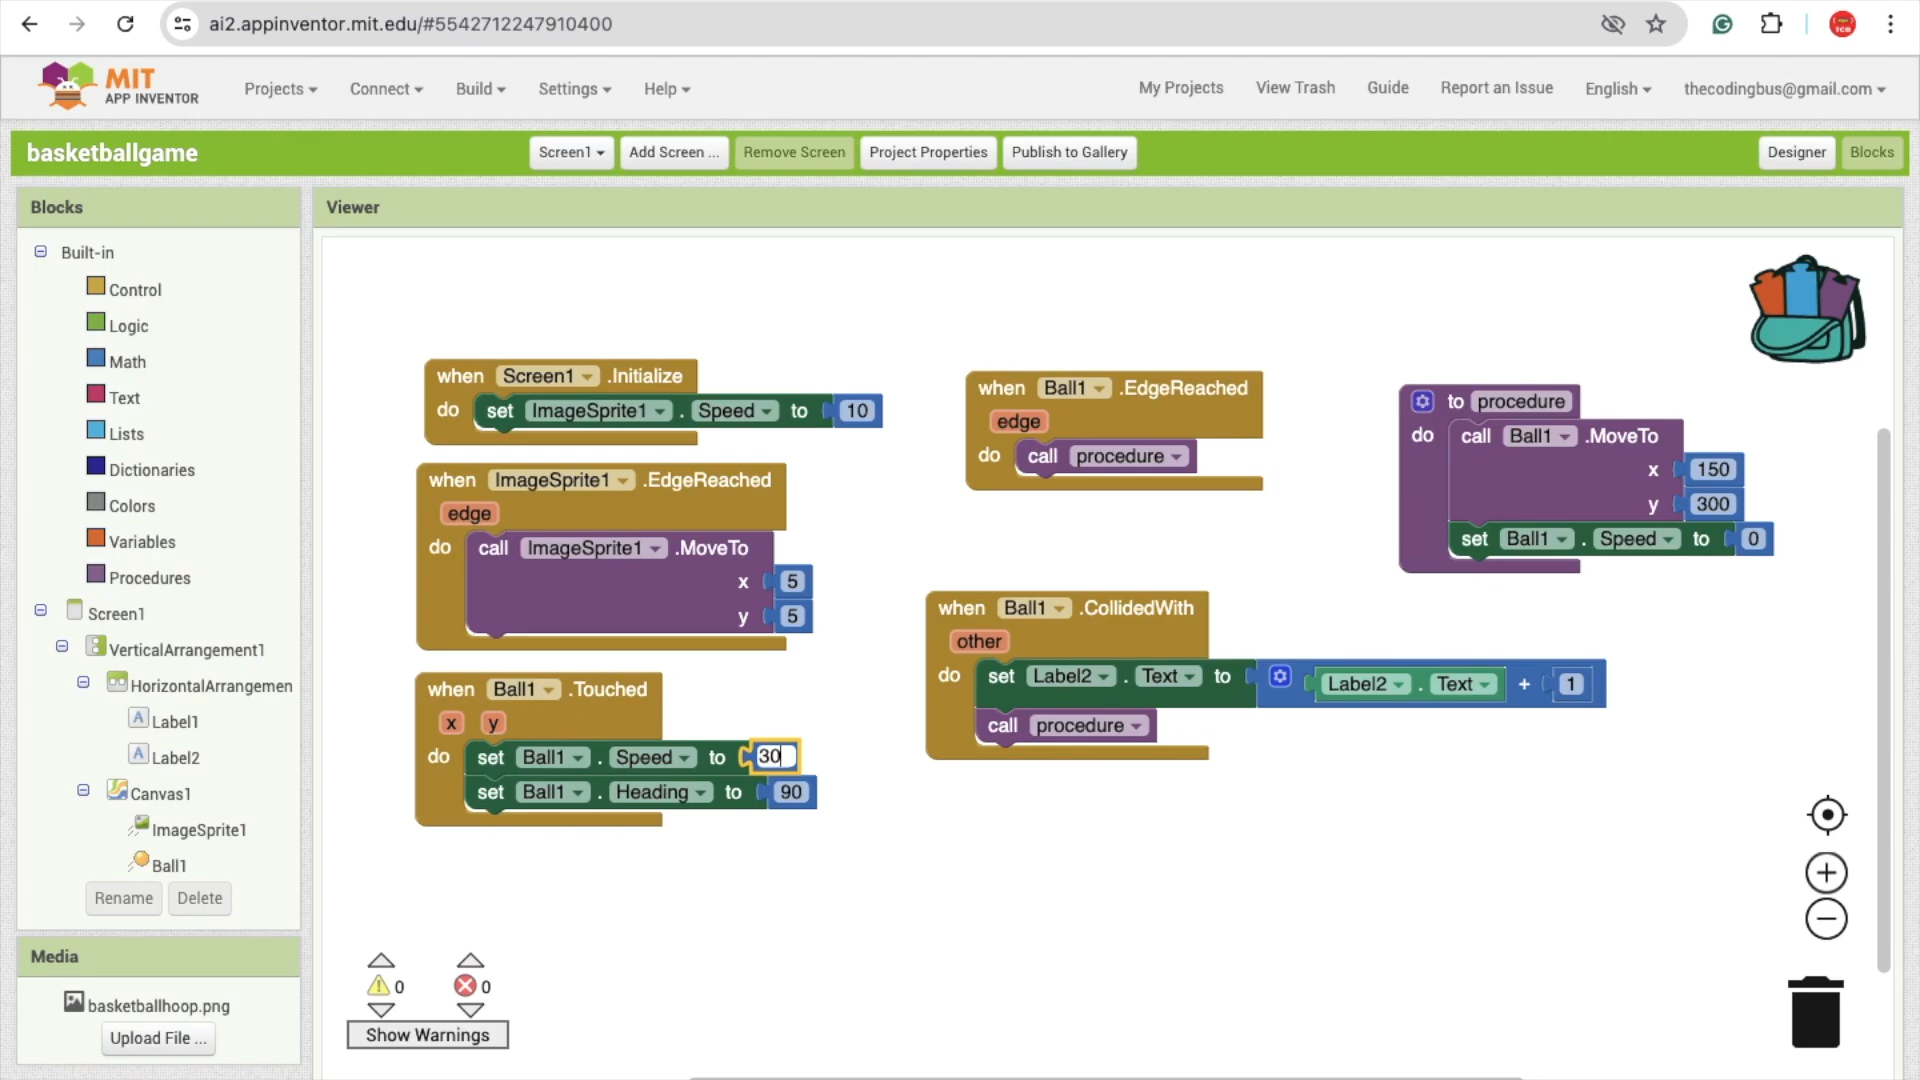 ai2.appinventor.mit.edu/#5542712247910400
TCB
MIT
APP INVENTOR
Projects Connect Build Settings Help My Projects View Trash Guide Report an Issue English thecodingbus@gmail.com
basketballgame
Screen1 Add Screen ... Remove Screen Project Properties Publish to Gallery Designer Blocks
Blocks
Built-in
Control
Logic
Math
Text
Lists
Dictionaries
Colors
Variables
Procedures
Screen1
VerticalArrangement1
HorizontalArrangemen
A Label1
A Label2
Canvas1
ImageSprite1
Ball1
Rename Delete
Media
basketballhoop.png
Upload File ...
Viewer
when Screen1 .Initialize
do set ImageSprite1 . Speed to 10
when ImageSprite1 .EdgeReached
edge
do call ImageSprite1 .MoveTo
x 5
y 5
when Ball1 .Touched
x y
do set Ball1 . Speed to 30
set Ball1 . Heading to 90
when Ball1 .EdgeReached
edge
do call procedure
when Ball1 .CollidedWith
other
do set Label2 . Text to Label2 . Text + 1
call procedure
to procedure
do call Ball1 .MoveTo
x 150
y 300
set Ball1 . Speed to 0
0 0
Show Warnings